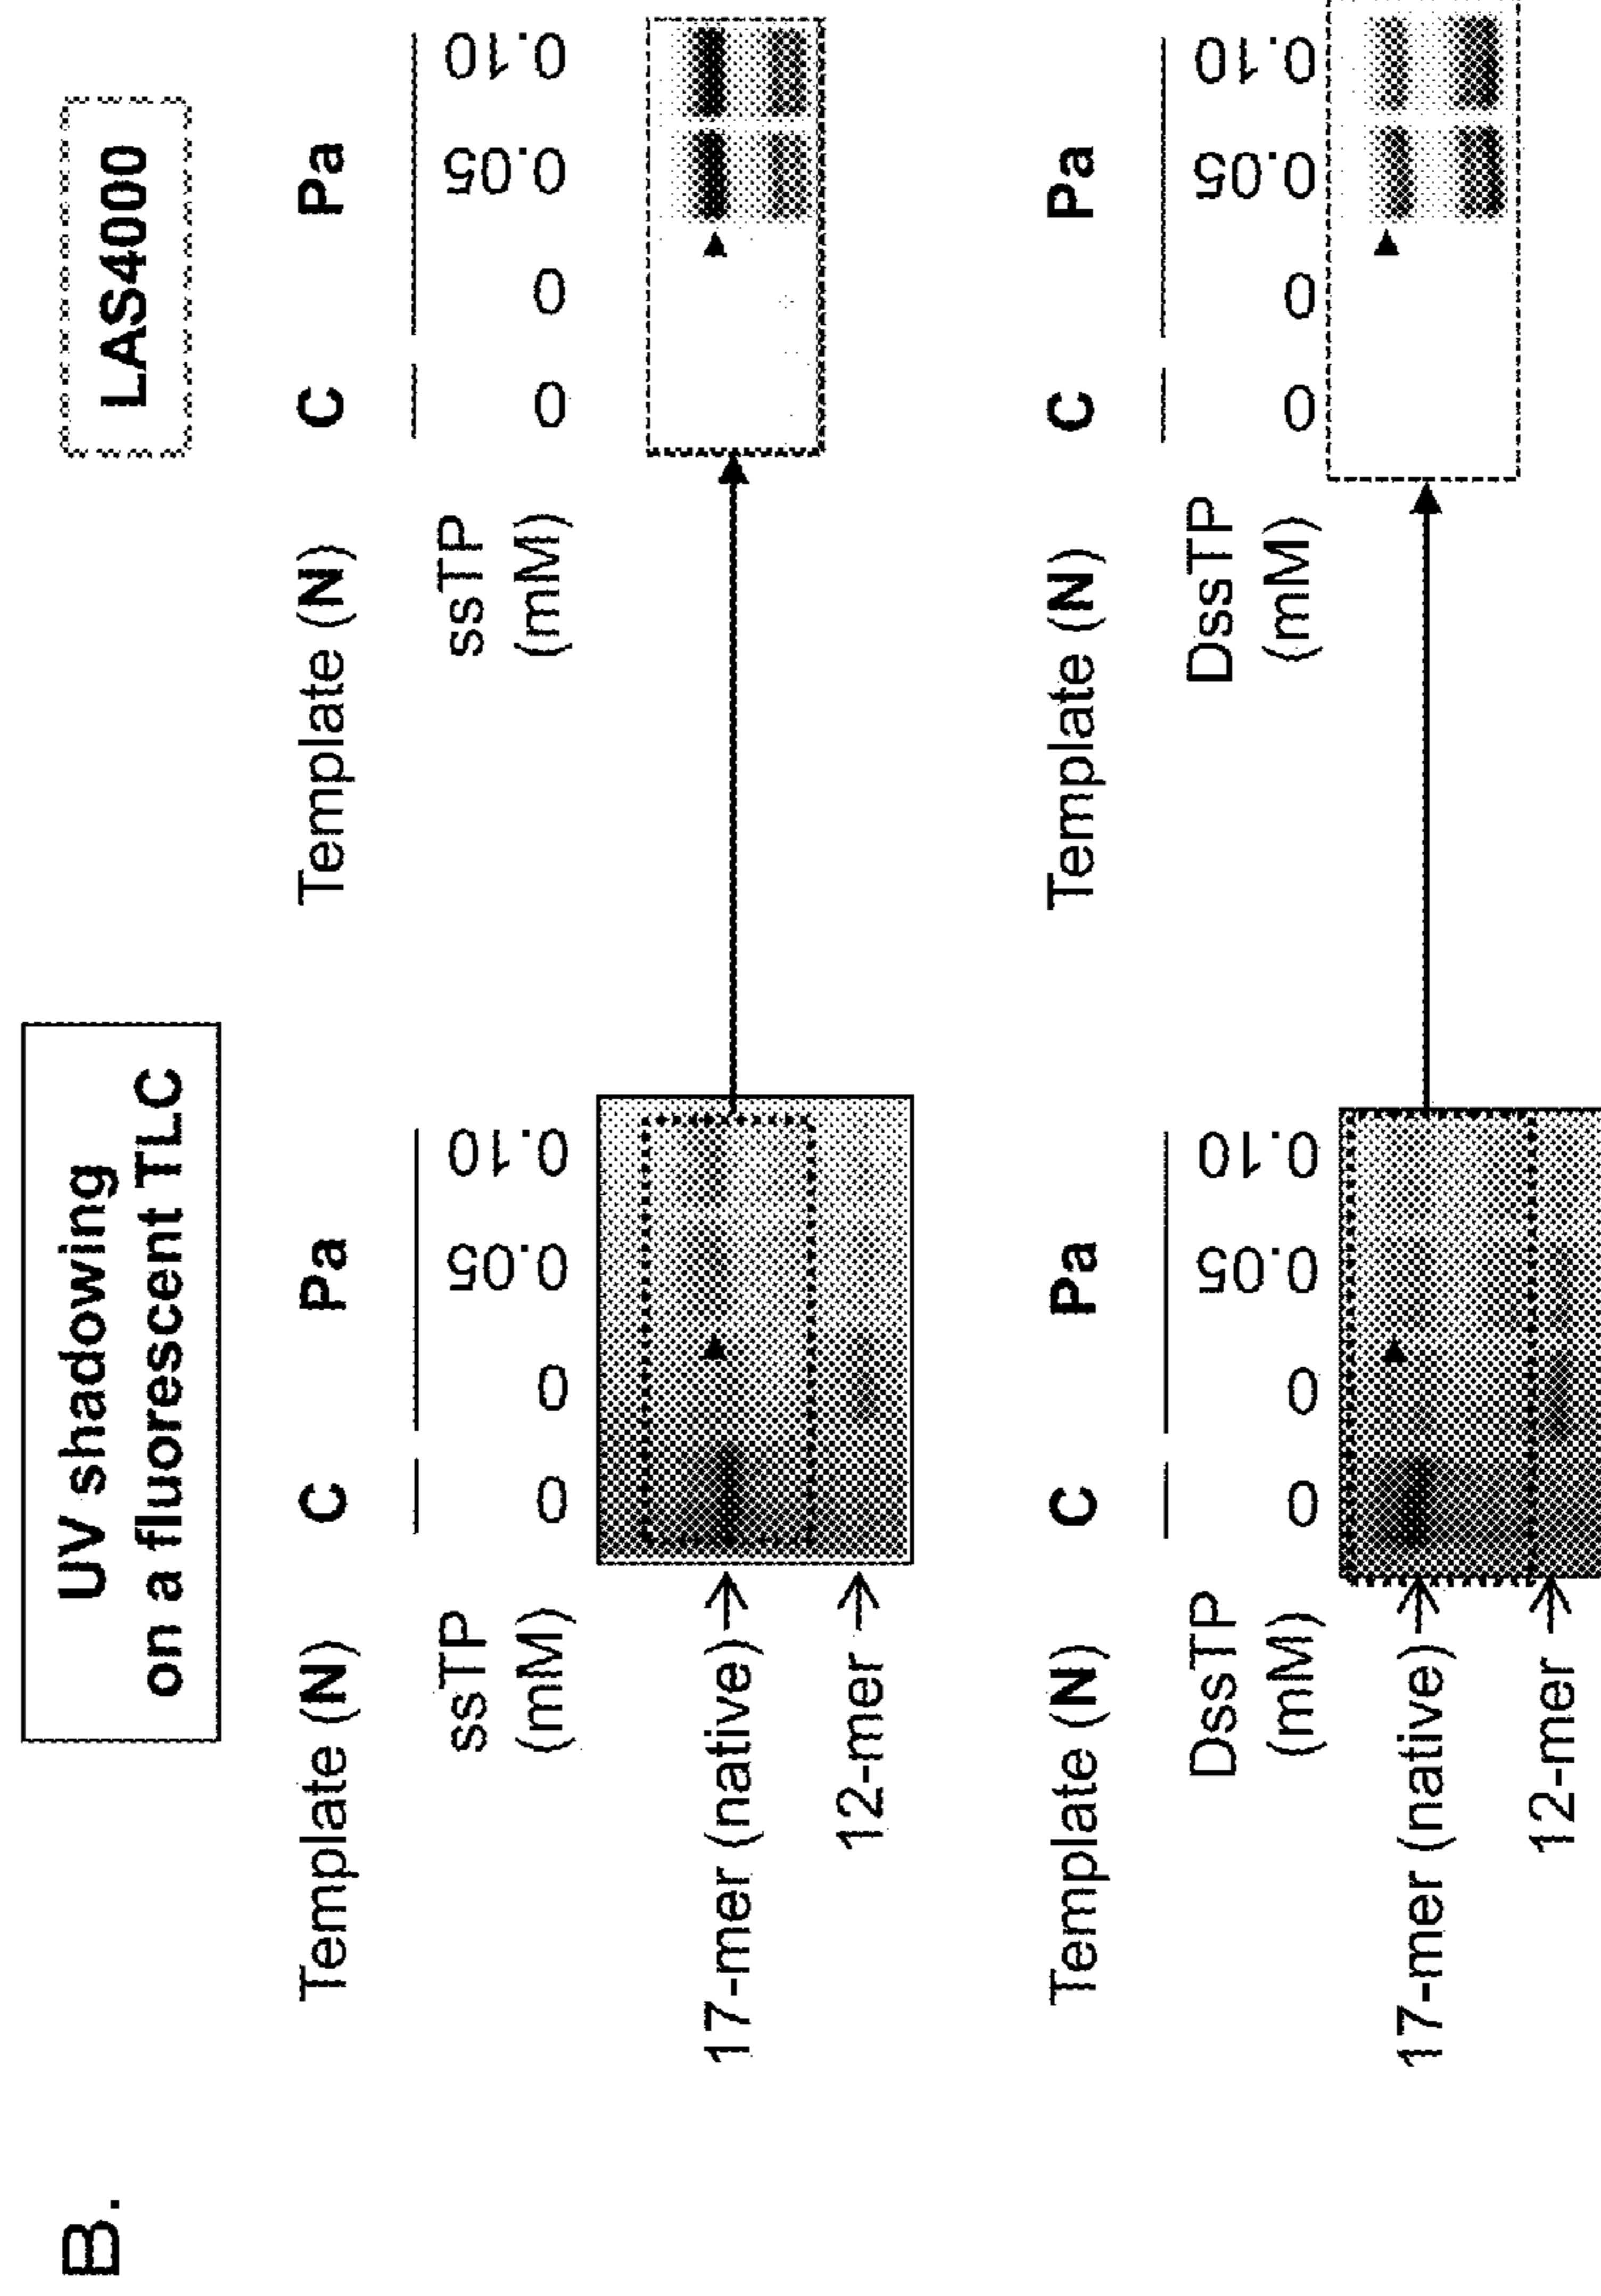 B.
UV shadowing
on a fluorescent TLC
LAS4000
Template (N) C Pa
ssTP
(mM) 0 0 0.05 0.10
17-mer (native)
12-mer
Template (N) C Pa
ssTP
(mM) 0 0 0.05 0.10
Template (N) C Pa
DssTP
(mM) 0 0 0.05 0.10
17-mer (native)
12-mer
Template (N) C Pa
DssTP
(mM) 0 0 0.05 0.10